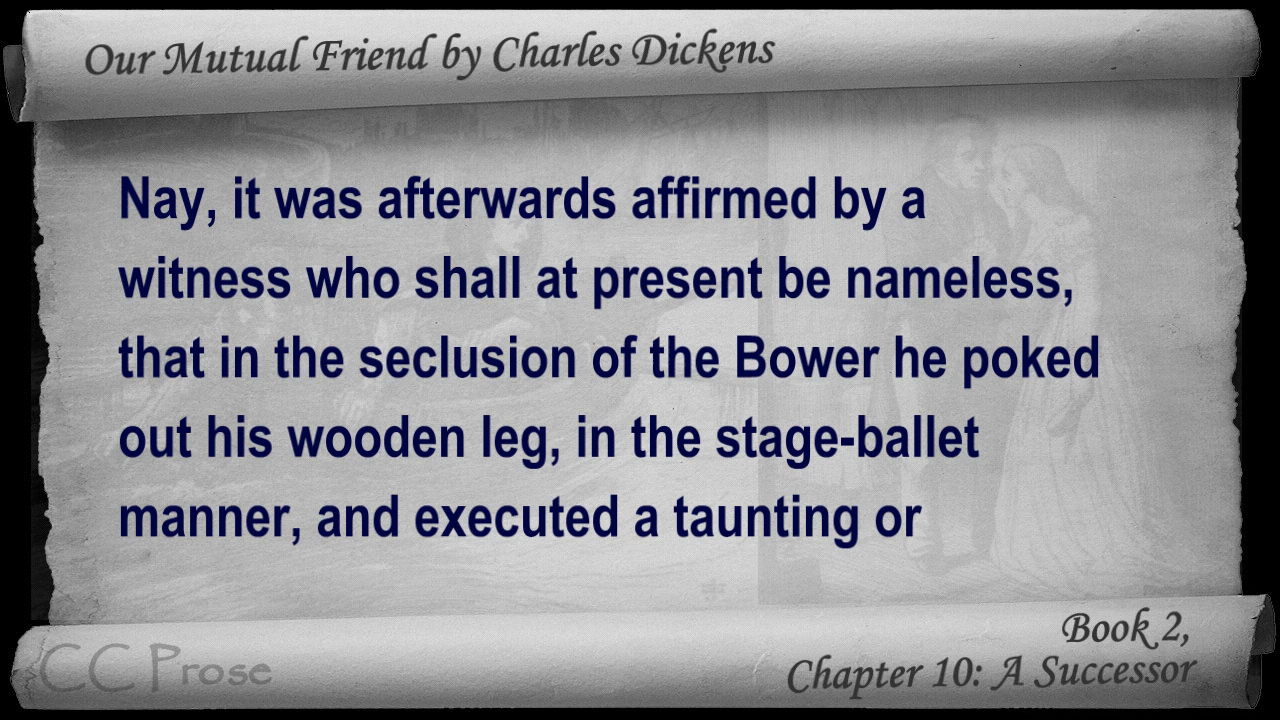 Our Mutual Friend by Charles Dickens
Nay, it was afterwards affirmed by a
witness who shall at present be nameless,
that in the seclusion of the Bower he poked
out his wooden leg, in the stage-ballet
manner, and executed a taunting or
Book 2,
Chapter 10: A Successor
CC Prose